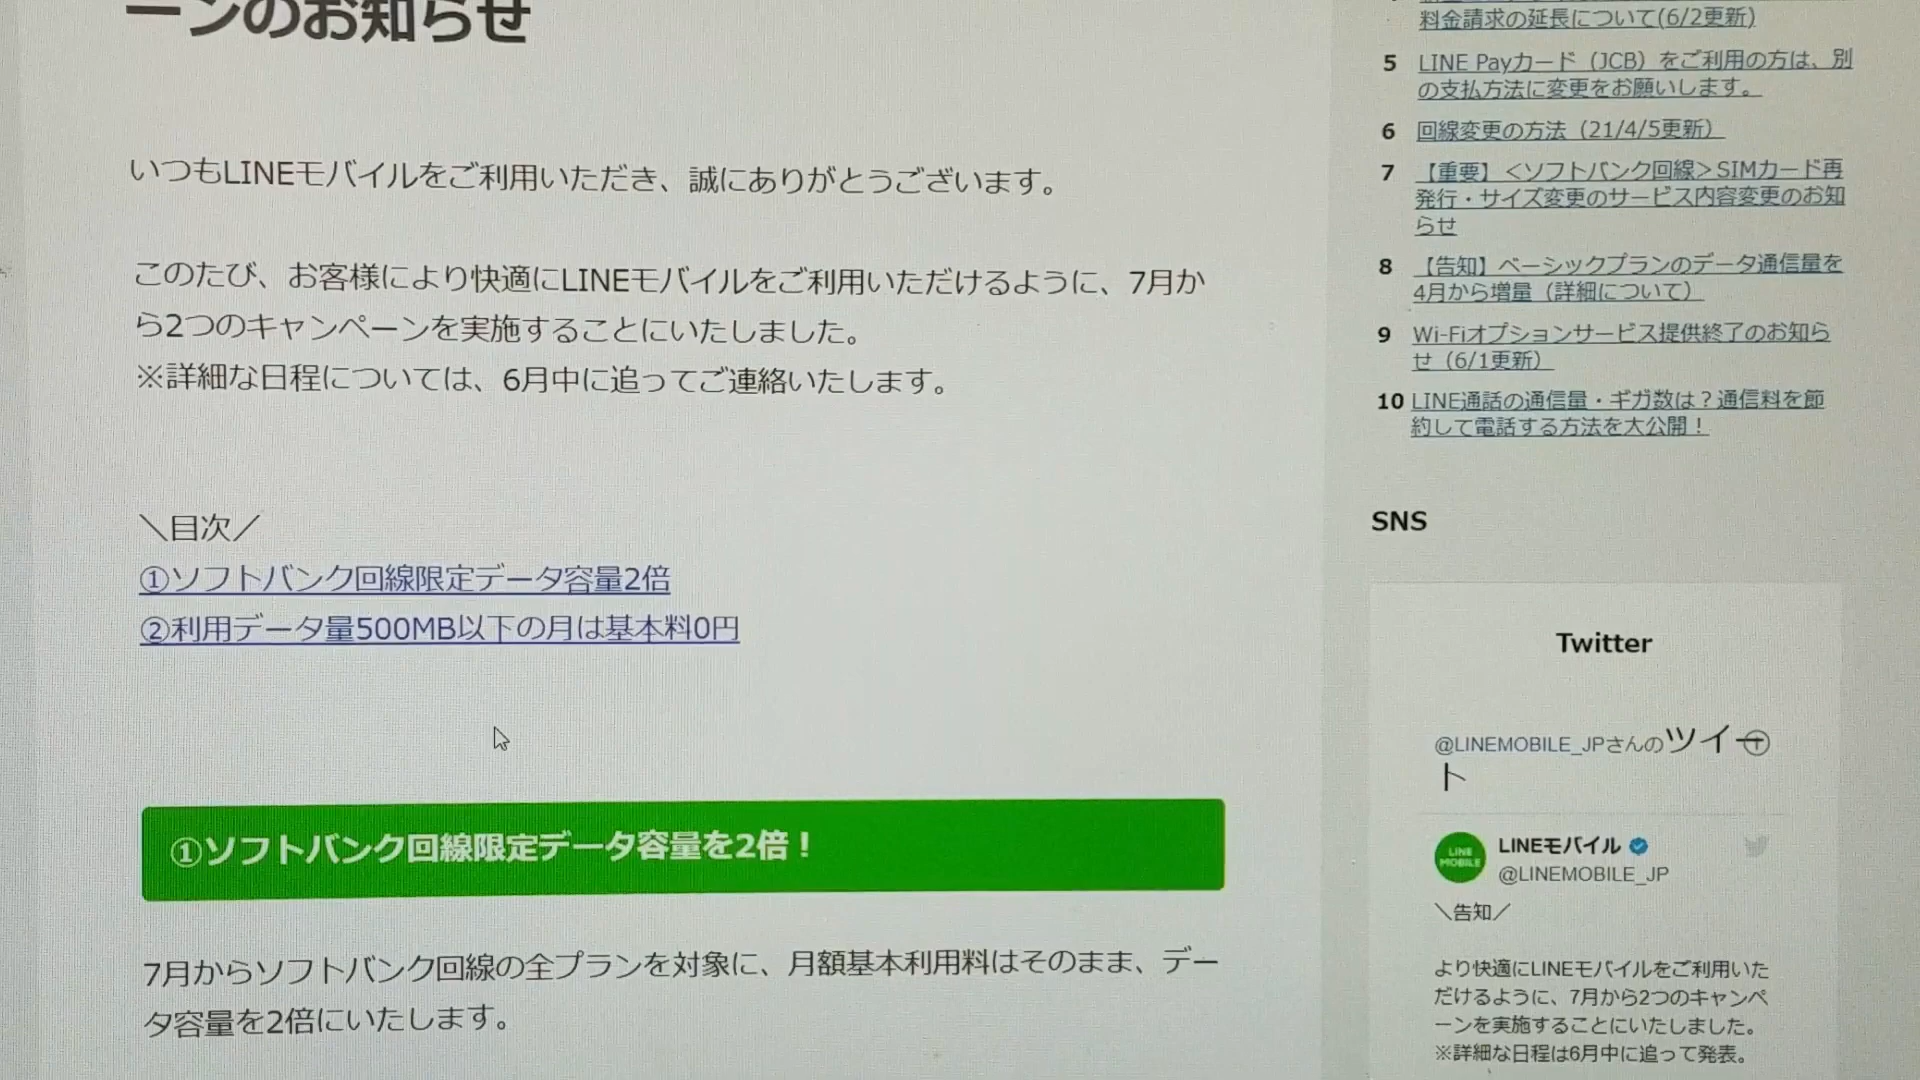 ーンのお知らせ
いつもLINEモバイルをご利用いただき、誠にありがとうございます。
このたび、お客様により快適にLINEモバイルをご利用いただけるように、7月か
ら2つのキャンペーンを実施することにいたしました。
※詳細な日程については、6月中に追ってご連絡いたします。
＼目次／
①ソフトバンク回線限定データ容量2倍
②利用データ量500MB以下の月は基本料0円
①ソフトバンク回線限定データ容量を2倍！
7月からソフトバンク回線の全プランを対象に、月額基本利用料はそのまま、デー
タ容量を2倍にいたします。
料金請求の延長について(6/2更新)
5 LINE Payカード（JCB）をご利用の方は、別
の支払方法に変更をお願いします。
6 回線変更の方法（21/4/5更新）
7 【重要】＜ソフトバンク回線＞SIMカード再
発行・サイズ変更のサービス内容変更のお知
らせ
8 【告知】ベーシックプランのデータ通信量を
4月から増量（詳細について）
9 Wi-Fiオプションサービス提供終了のお知ら
せ（6/1更新）
10 LINE通話の通信量・ギガ数は？通信料を節
約して電話する方法を大公開！
SNS
Twitter
@LINEMOBILE_JPさんのツイー
ト
LINE
MOBILE
LINEモバイル
@LINEMOBILE_JP
＼告知／
より快適にLINEモバイルをご利用いた
だけるように、7月から2つのキャンペ
ーンを実施することにいたしました。
※詳細な日程は6月中に追って発表。